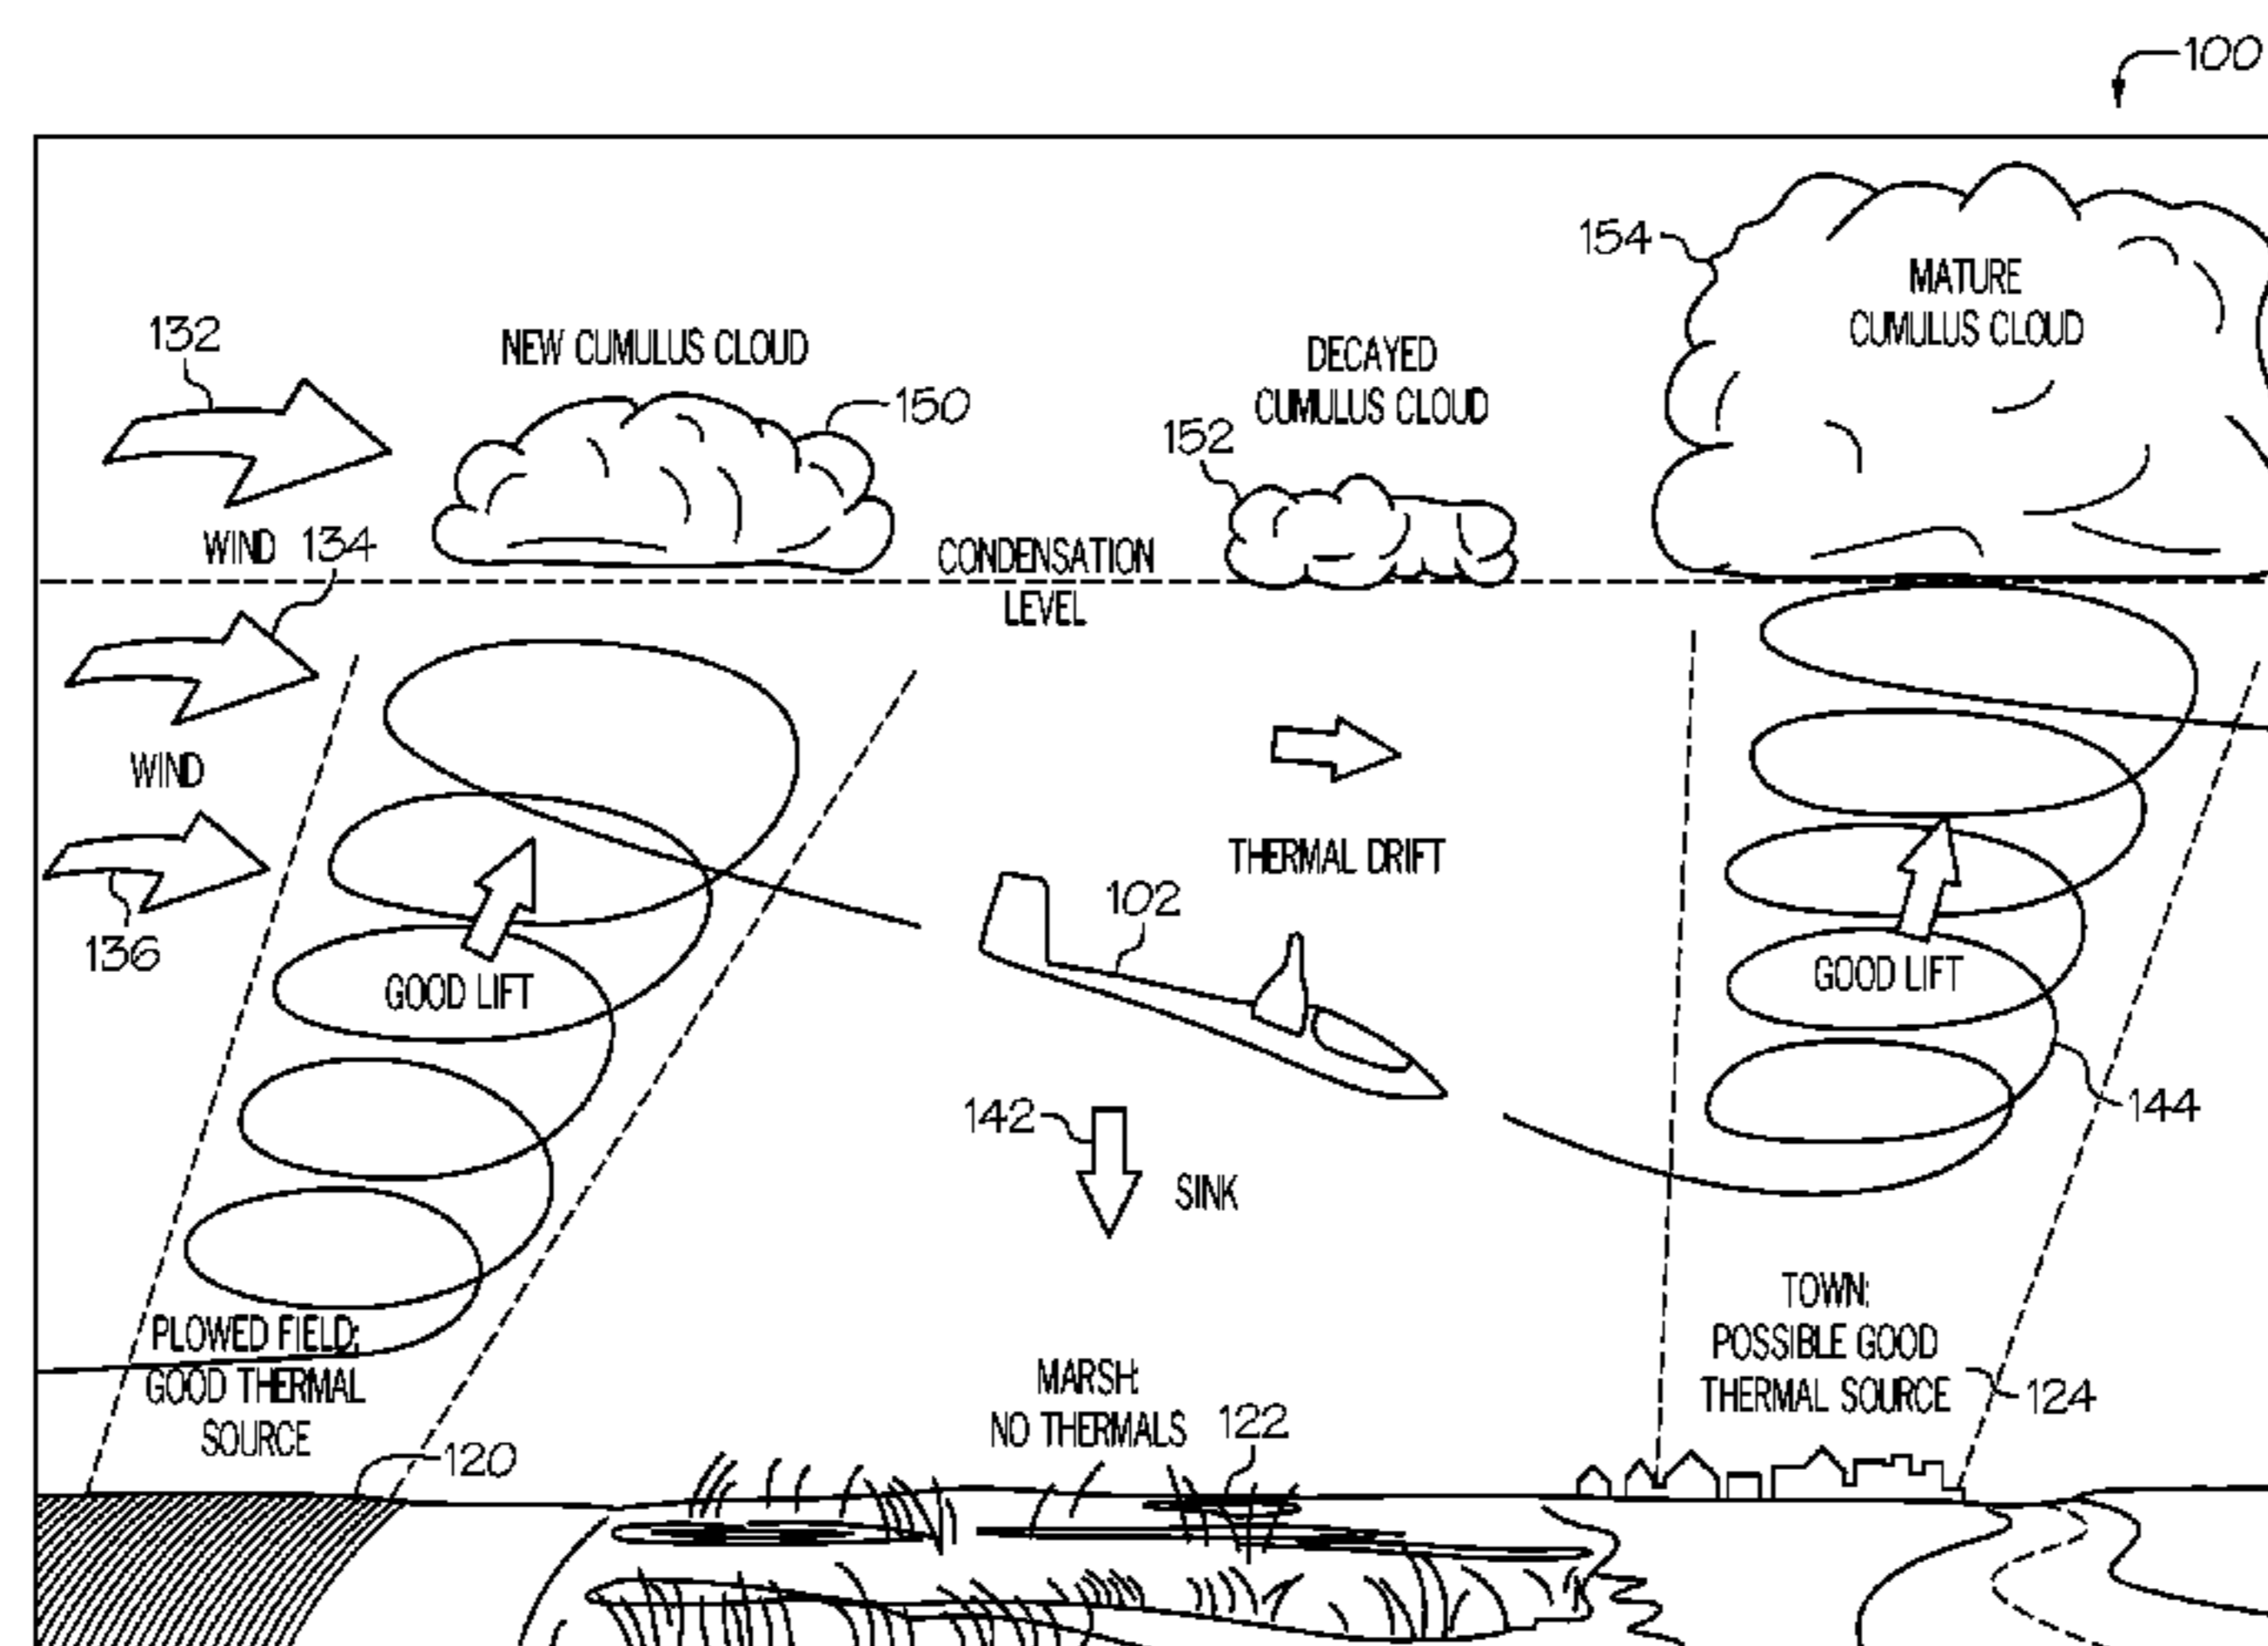 100
154
MATURE
CUMULUS CLOUD
132
NEW CUMULUS CLOUD
150
DECAYED
CUMULUS CLOUD
152
WIND 134
CONDENSATION
LEVEL
WIND
136
THERMAL DRIFT
102
GOOD LIFT
GOOD LIFT
142
SINK
144
PLOWED FIELD:
GOOD THERMAL
SOURCE
120
MARSH:
NO THERMALS
122
TOWN:
POSSIBLE GOOD
THERMAL SOURCE
124